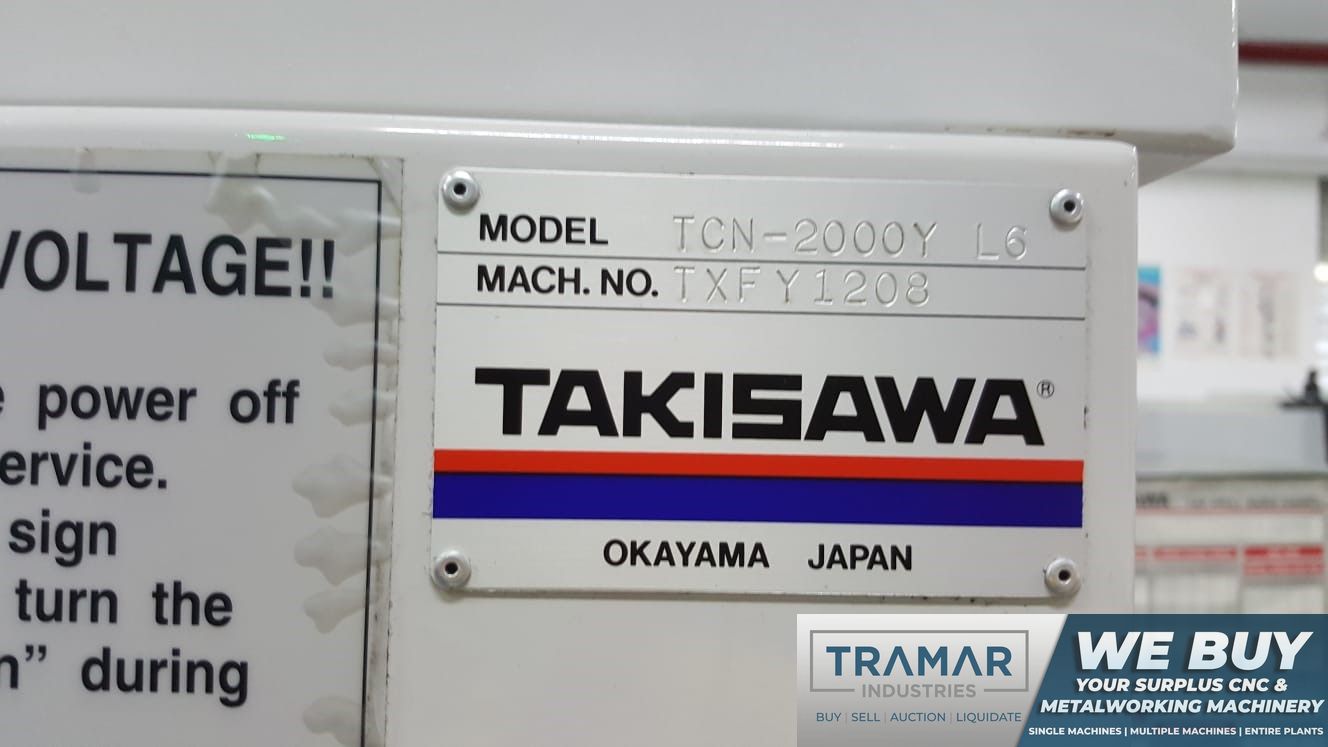 VOLTAGE!!
power off
ervice.
sign
turn the
” during
MODEL TCN-2000Y L6
MACH. NO. TXFY1208
TAKISAWA®
OKAYAMA JAPAN
TRAMAR
INDUSTRIES
BUY | SELL | AUCTION | LIQUIDATE
WE BUY
YOUR SURPLUS CNC &
METALWORKING MACHINERY
SINGLE MACHINES | MULTIPLE MACHINES | ENTIRE PLANTS